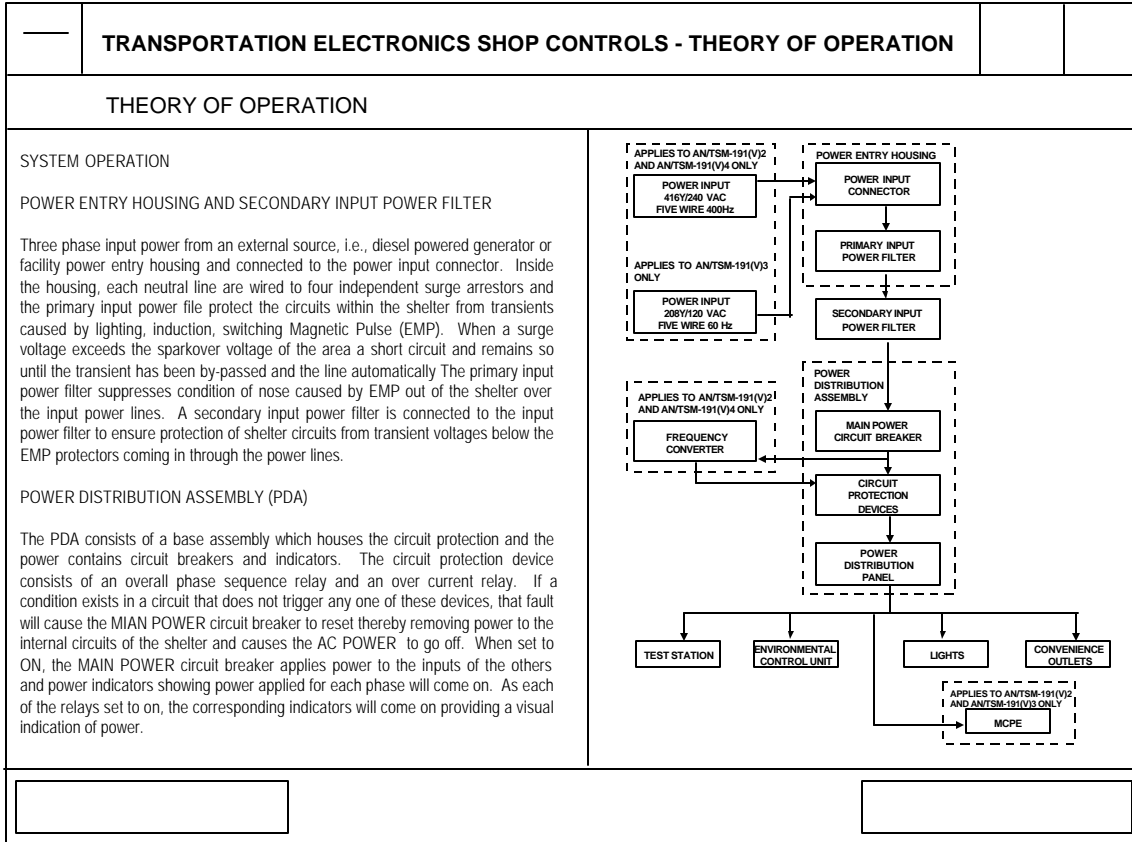 TRANSPORTATION ELECTRONICS SHOP CONTROLS - THEORY OF OPERATION
THEORY OF OPERATION
SYSTEM OPERATION
POWER ENTRY HOUSING AND SECONDARY INPUT POWER FILTER
Three phase input power from an external source, i.e., diesel powered generator or
facility power entry housing and connected to the power input connector. Inside
the housing, each neutral line are wired to four independent surge arrestors and
the primary input power file protect the circuits within the shelter from transients
caused by lighting, induction, switching Magnetic Pulse (EMP). When a surge
voltage exceeds the sparkover voltage of the area a short circuit and remains so
until the transient has been by-passed and the line automatically The primary input
power filter suppresses condition of nose caused by EMP out of the shelter over
the input power lines. A secondary input power filter is connected to the input
power filter to ensure protection of shelter circuits from transient voltages below the
EMP protectors coming in through the power lines.
POWER DISTRIBUTION ASSEMBLY (PDA)
The PDA consists of a base assembly which houses the circuit protection and the
power contains circuit breakers and indicators. The circuit protection device
consists of an overall phase sequence relay and an over current relay. If a
condition exists in a circuit that does not trigger any one of these devices, that fault
will cause the MIAN POWER circuit breaker to reset thereby removing power to the
internal circuits of the shelter and causes the AC POWER to go off. When set to
ON, the MAIN POWER circuit breaker applies power to the inputs of the others
and power indicators showing power applied for each phase will come on. As each
of the relays set to on, the corresponding indicators will come on providing a visual
indication of power.
APPLIES TO AN/TSM-191(V)2
AND AN/TSM-191(V)4 ONLY
POWER INPUT
416Y/240 VAC
FIVE WIRE 400Hz
POWER ENTRY HOUSING
POWER INPUT
CONNECTOR
PRIMARY INPUT
POWER FILTER
APPLIES TO AN/TSM-191(V)3
ONLY
POWER INPUT
208Y/120 VAC
FIVE WIRE 60 Hz
SECONDARY INPUT
POWER FILTER
POWER
DISTRIBUTION
ASSEMBLY
APPLIES TO AN/TSM-191(V)2
AND AN/TSM-191(V)4 ONLY
FREQUENCY
CONVERTER
MAIN POWER
CIRCUIT BREAKER
CIRCUIT
PROTECTION
DEVICES
POWER
DISTRIBUTION
PANEL
TEST STATION
ENVIRONMENTAL
CONTROL UNIT
LIGHTS
CONVENIENCE
OUTLETS
APPLIES TO AN/TSM-191(V)2
AND AN/TSM-191(V)3 ONLY
MCPE